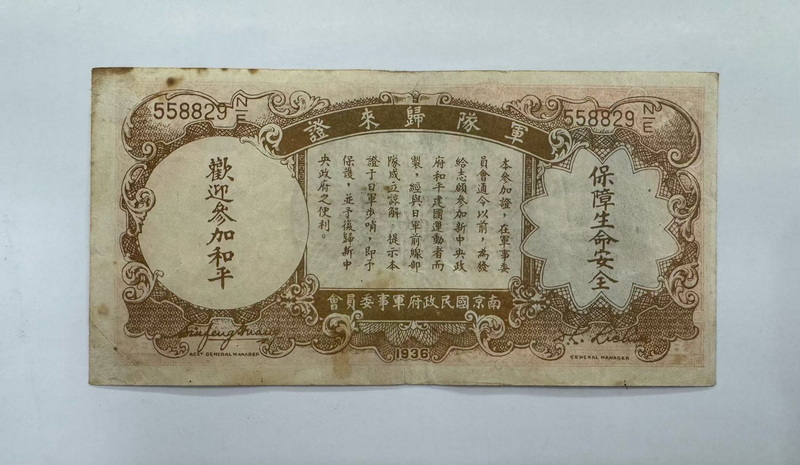 558829 N/E
558829 N/E
軍隊歸來證
歡迎參加和平
本參加證，在軍事委
員會通令以前，為發
給志願參加新中央政
府和平建國運動者而
製，經與日軍前線部
隊成立諒解，提示本
證于日軍步哨，即予
保護，並予後歸新中
央政府之便利。
保障生命安全
南京國民政府軍事委員會
ASST GENERAL MANAGER
1936
GENERAL MANAGER